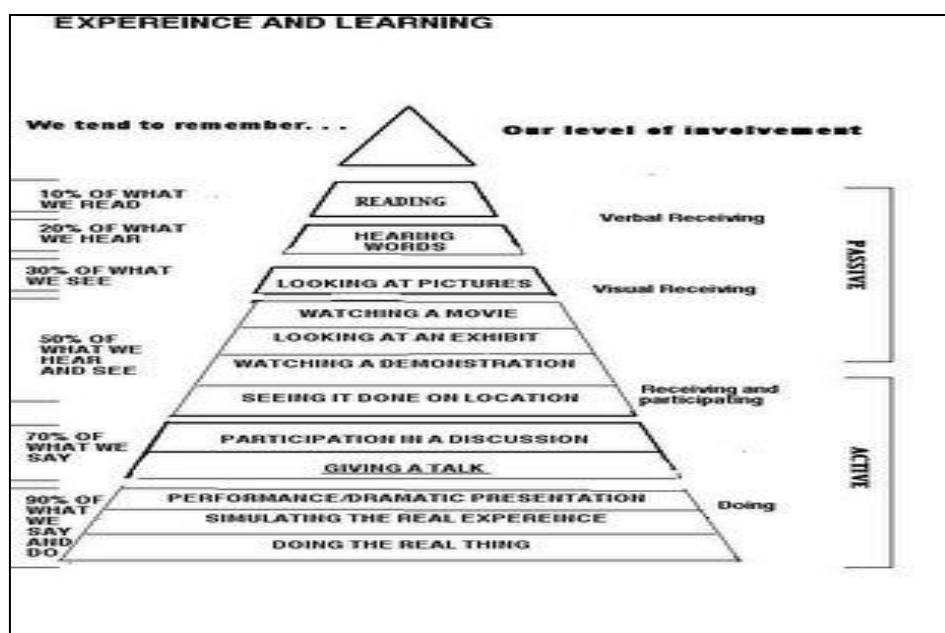 EXPEREINCE AND LEARNING
We tend to remember. . .
Our level of involvement
10% OF WHAT
WE READ
READING
Verbal Receiving
20% OF WHAT
WE HEAR
HEARING
WORDS
30% OF WHAT
WE SEE
LOOKING AT PICTURES
Visual Receiving
PASSIVE
50% OF
WHAT WE
HEAR
AND SEE
WATCHING A MOVIE
LOOKING AT AN EXHIBIT
WATCHING A DEMONSTRATION
SEEING IT DONE ON LOCATION
Receiving and
participating
70% OF
WHAT WE
SAY
PARTICIPATION IN A DISCUSSION
GIVING A TALK
ACTIVE
90% OF
WHAT
WE
SAY
AND
DO
PERFORMANCE/DRAMATIC PRESENTATION
SIMULATING THE REAL EXPEREINCE
DOING THE REAL THING
Doing